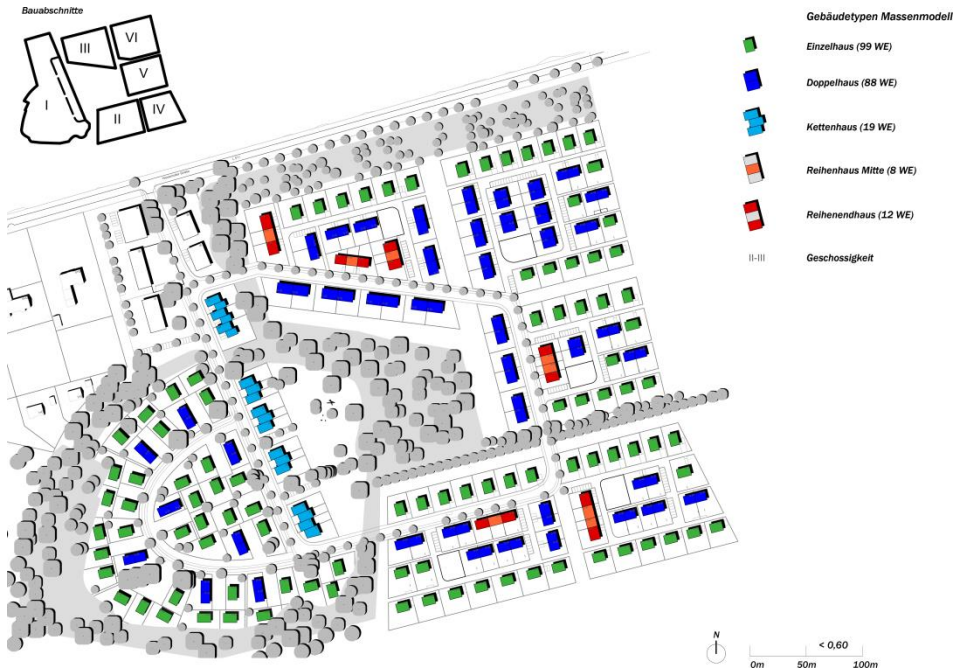 Bauabschnitte
III
VI
V
I
II
IV
Gebäudetypen Massenmodell
Einzelhaus (99 WE)
Doppelhaus (88 WE)
Kettenhaus (19 WE)
Reihenhaus Mitte (8 WE)
Reihenendhaus (12 WE)
II-III Geschossigkeit
N
< 0,60
0m 50m 100m